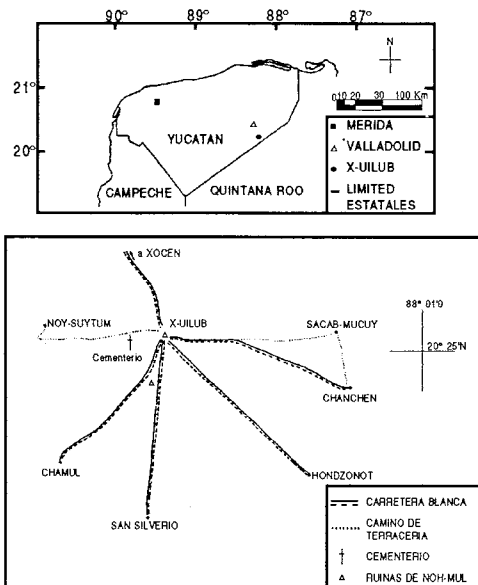 90° 89° 88° 87°
N
21°
20°
0 10 20 30 100 Km
MERIDA
VALLADOLID
X-UILUB
LIMITED
ESTATALES
YUCATAN
CAMPECHE
QUINTANA ROO
a XOCEN
NOY-SUYTUM
X-UILUB
SACAB-MUCUY
88° 01'0
20° 25'N
Cementerio
CHANCHEN
CHAMUL
HONDZONOT
SAN SILVERIO
CARRETERA BLANCA
CAMINO DE
TERRACERIA
CEMENTERIO
RUINAS DE NOH-MUL